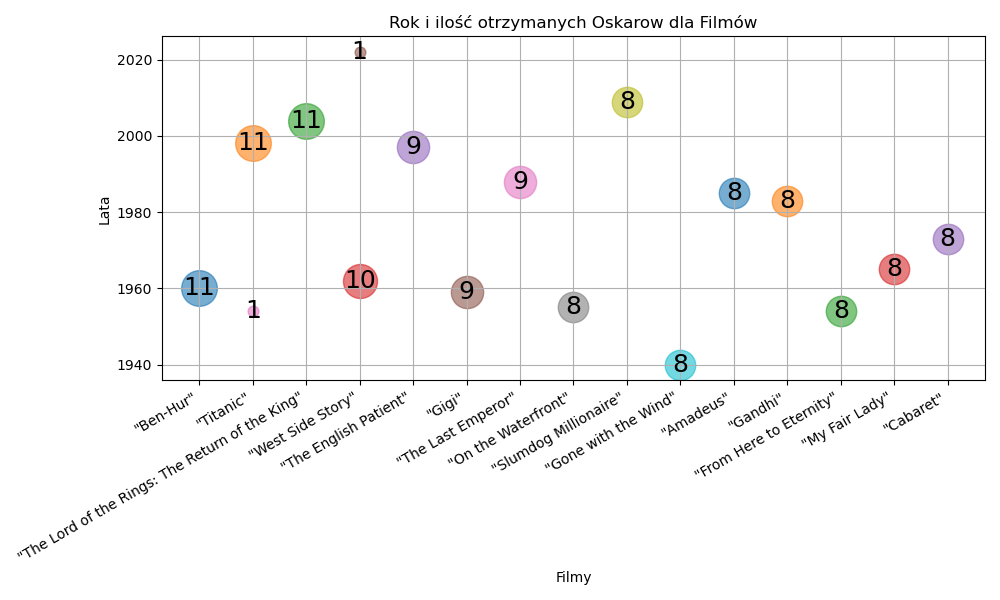 Rok i ilość otrzymanych Oskarow dla Filmów
Lata
2020
2000
1980
1960
1940
1
8
11
11
9
9
8
8
8
11
10
9
8
1
8
8
8
"Ben-Hur"
"Titanic"
"The Lord of the Rings: The Return of the King"
"West Side Story"
"The English Patient"
"Gigi"
"The Last Emperor"
"On the Waterfront"
"Slumdog Millionaire"
"Gone with the Wind"
"Amadeus"
"Gandhi"
"From Here to Eternity"
"My Fair Lady"
"Cabaret"
Filmy